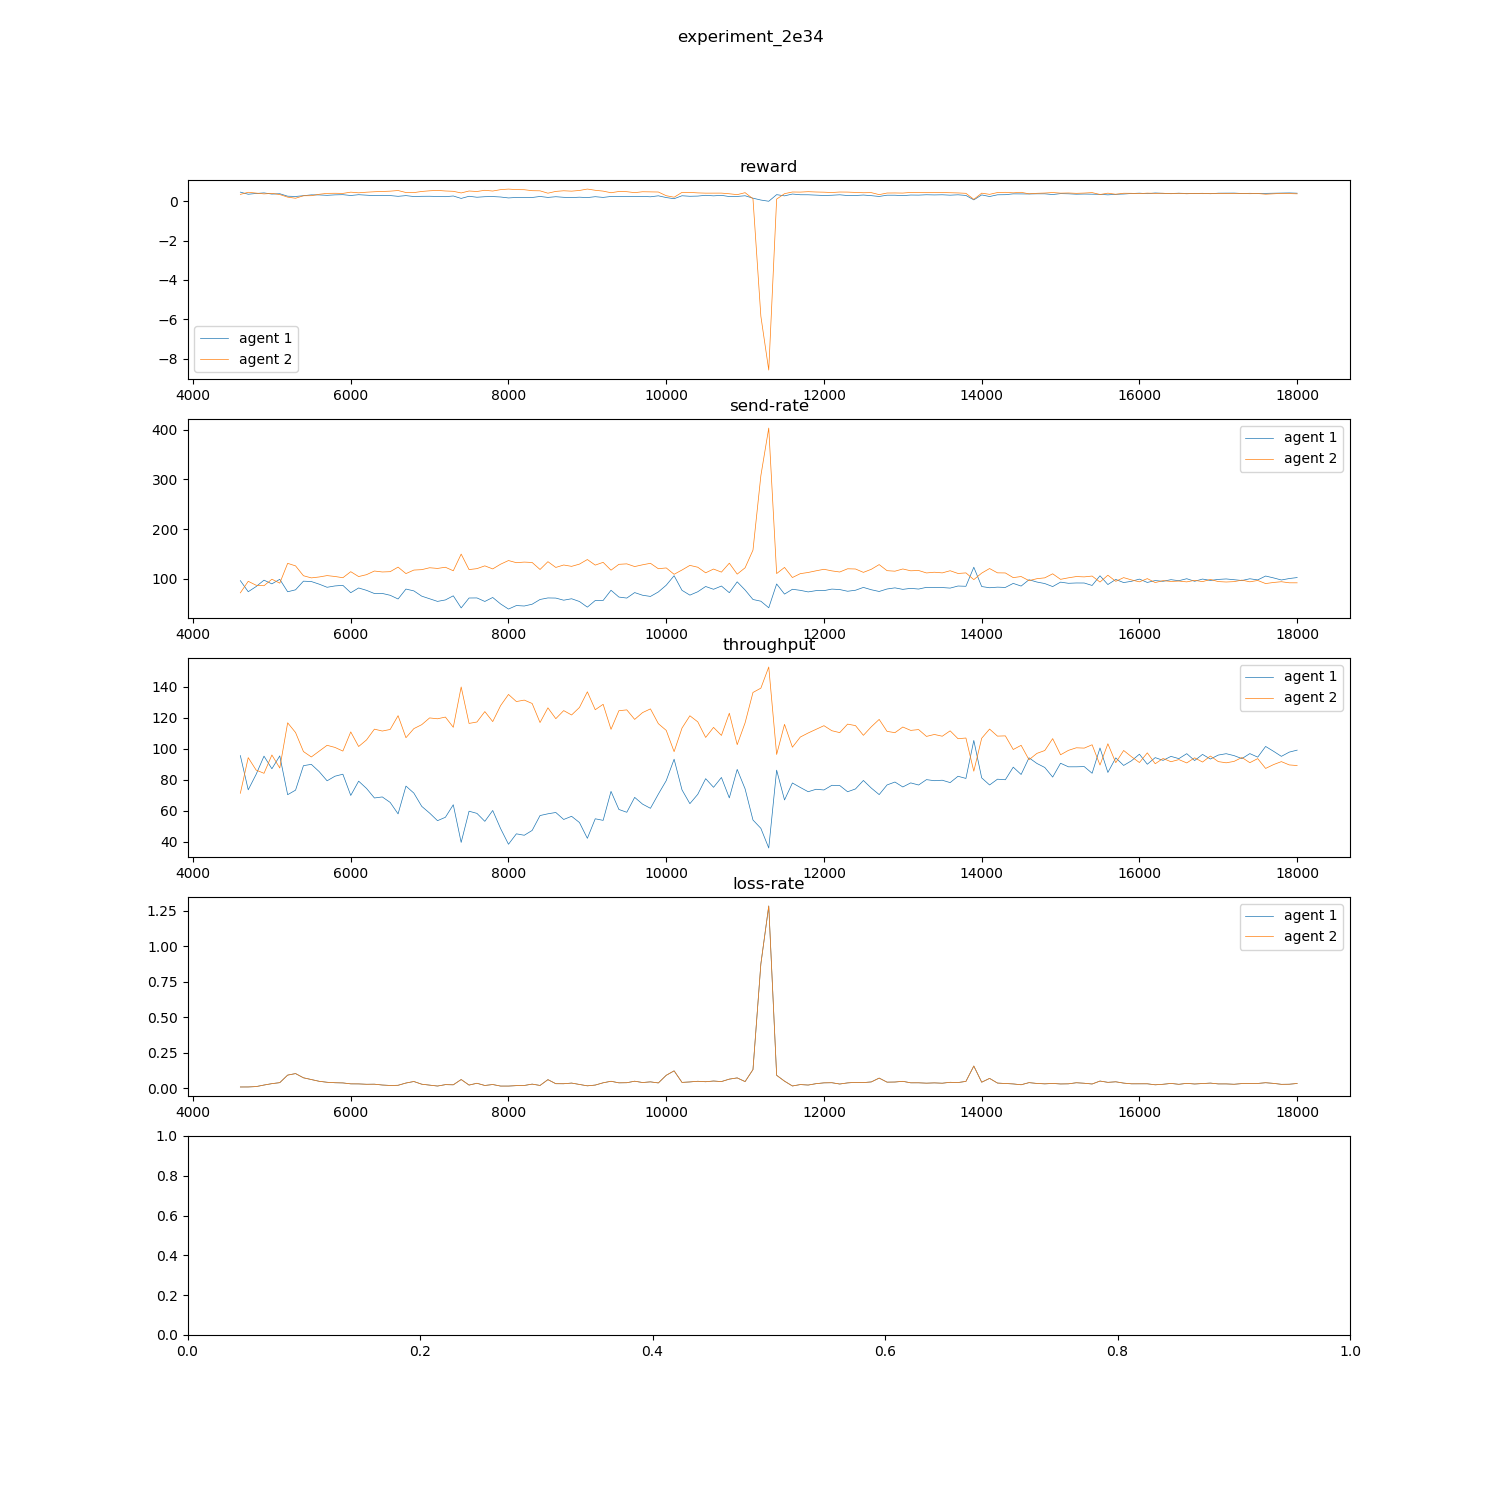 experiment_2e34
reward
0
−2
−4
−6
−8
agent 1
agent 2
4000 6000 8000 10000 12000 14000 16000 18000
send-rate
400
300
200
100
agent 1
agent 2
4000 6000 8000 10000 12000 14000 16000 18000
throughput
140
120
100
80
60
40
agent 1
agent 2
4000 6000 8000 10000 12000 14000 16000 18000
loss-rate
1.25
1.00
0.75
0.50
0.25
0.00
agent 1
agent 2
4000 6000 8000 10000 12000 14000 16000 18000
1.0
0.8
0.6
0.4
0.2
0.0
0.0 0.2 0.4 0.6 0.8 1.0